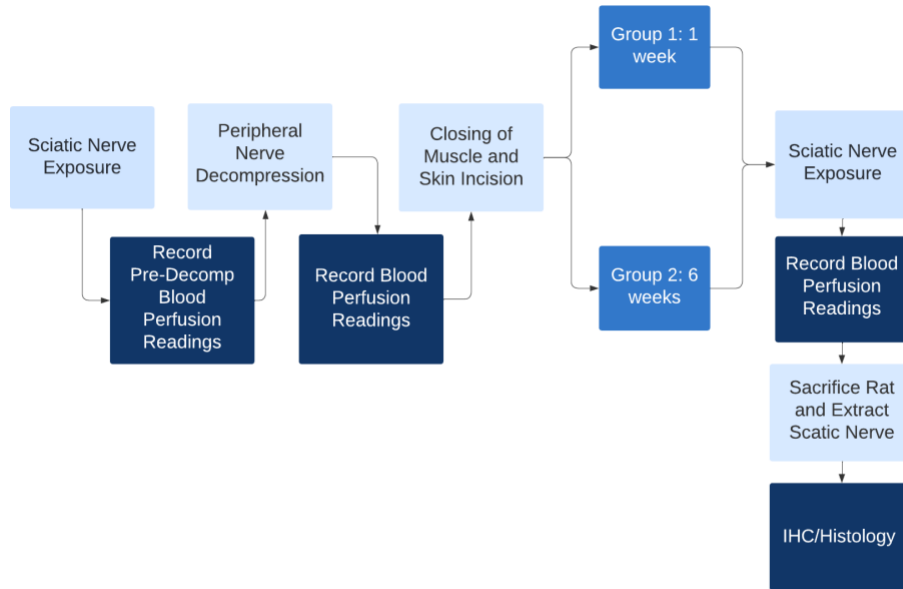 Sciatic Nerve
Exposure
Record
Pre-Decomp
Blood
Perfusion
Readings
Peripheral
Nerve
Decompression
Record Blood
Perfusion
Readings
Closing of
Muscle and
Skin Incision
Group 1: 1
week
Group 2: 6
weeks
Sciatic Nerve
Exposure
Record Blood
Perfusion
Readings
Sacrifice Rat
and Extract
Scatic Nerve
IHC/Histology